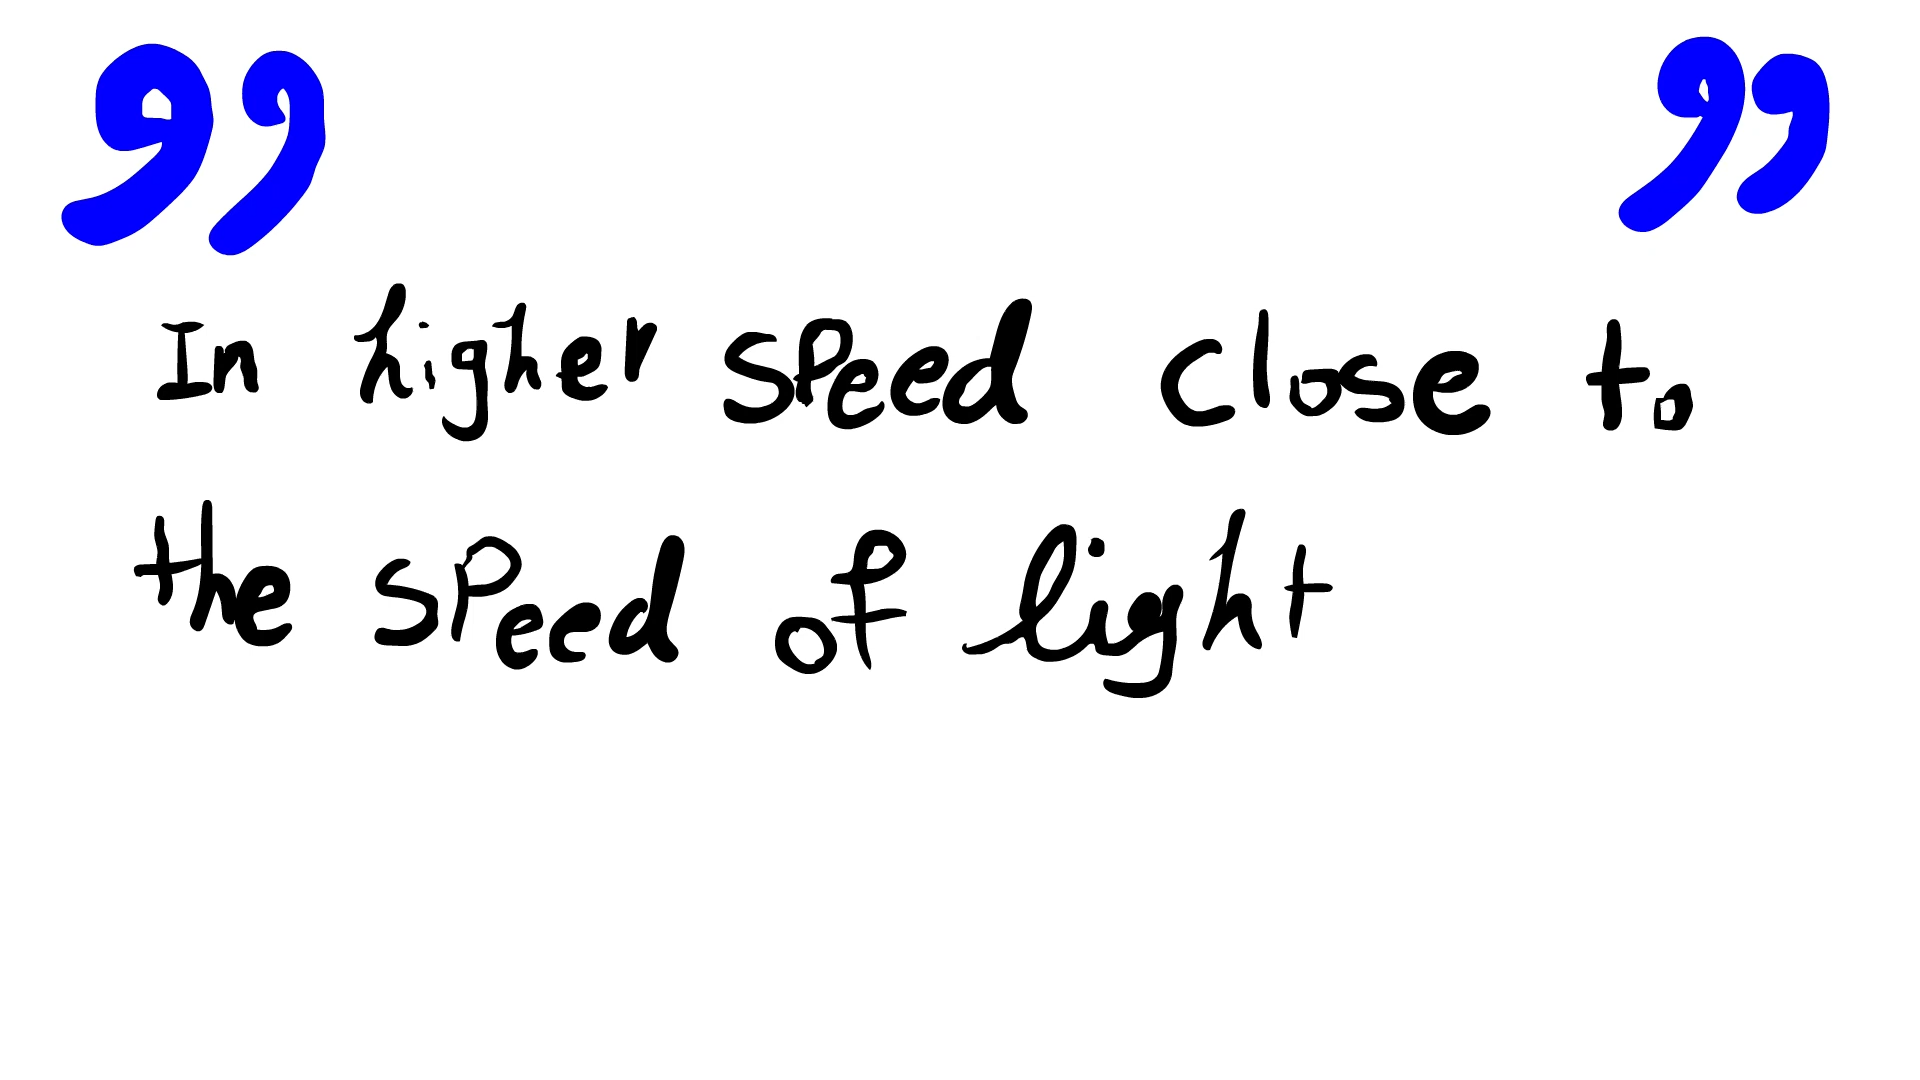 ” ”
In higher speed close to
the speed of light